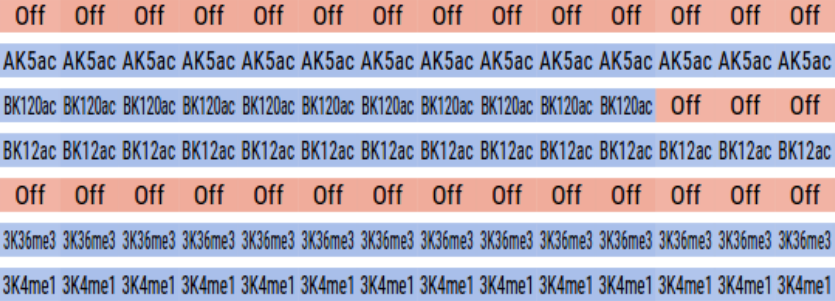 Off Off Off Off Off Off Off Off Off Off Off Off Off Off
AK5ac AK5ac AK5ac AK5ac AK5ac AK5ac AK5ac AK5ac AK5ac AK5ac AK5ac AK5ac AK5ac AK5ac
BK120ac BK120ac BK120ac BK120ac BK120ac BK120ac BK120ac BK120ac BK120ac BK120ac BK120ac Off Off Off
BK12ac BK12ac BK12ac BK12ac BK12ac BK12ac BK12ac BK12ac BK12ac BK12ac BK12ac BK12ac BK12ac BK12ac
Off Off Off Off Off Off Off Off Off Off Off Off Off Off
3K36me3 3K36me3 3K36me3 3K36me3 3K36me3 3K36me3 3K36me3 3K36me3 3K36me3 3K36me3 3K36me3 3K36me3 3K36me3 3K36me3
3K4me1 3K4me1 3K4me1 3K4me1 3K4me1 3K4me1 3K4me1 3K4me1 3K4me1 3K4me1 3K4me1 3K4me1 3K4me1 3K4me1